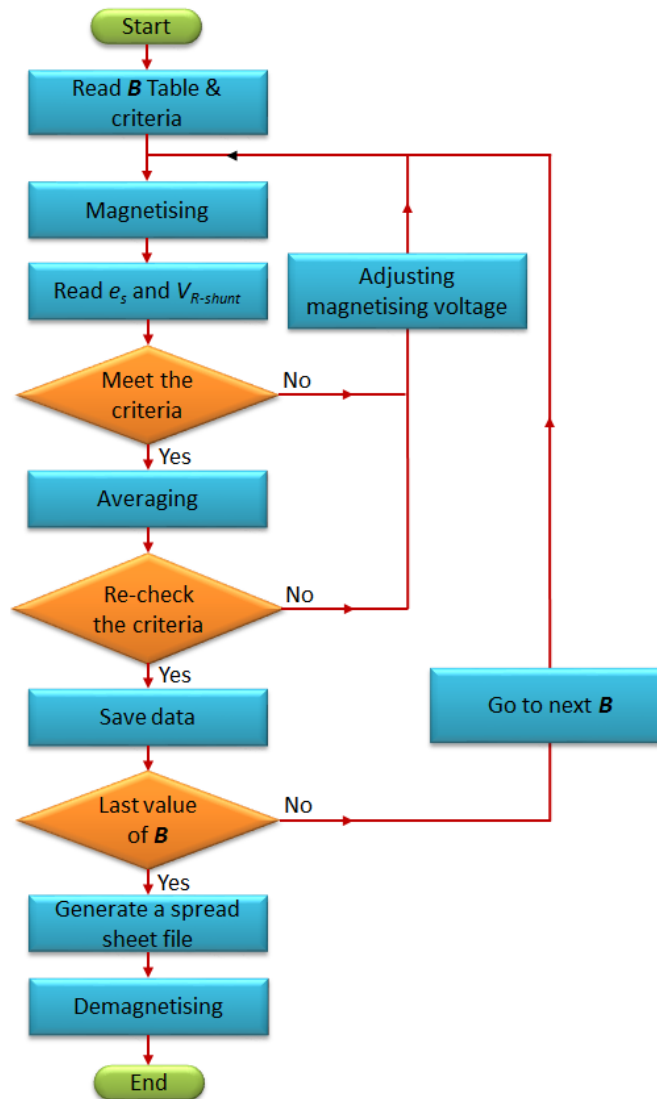 Start
Read B Table &
criteria
Magnetising
Read es and VR-shunt
Adjusting
magnetising voltage
Meet the
criteria
No
Yes
Averaging
Re-check
the criteria
No
Yes
Save data
Go to next B
Last value
of B
No
Yes
Generate a spread
sheet file
Demagnetising
End